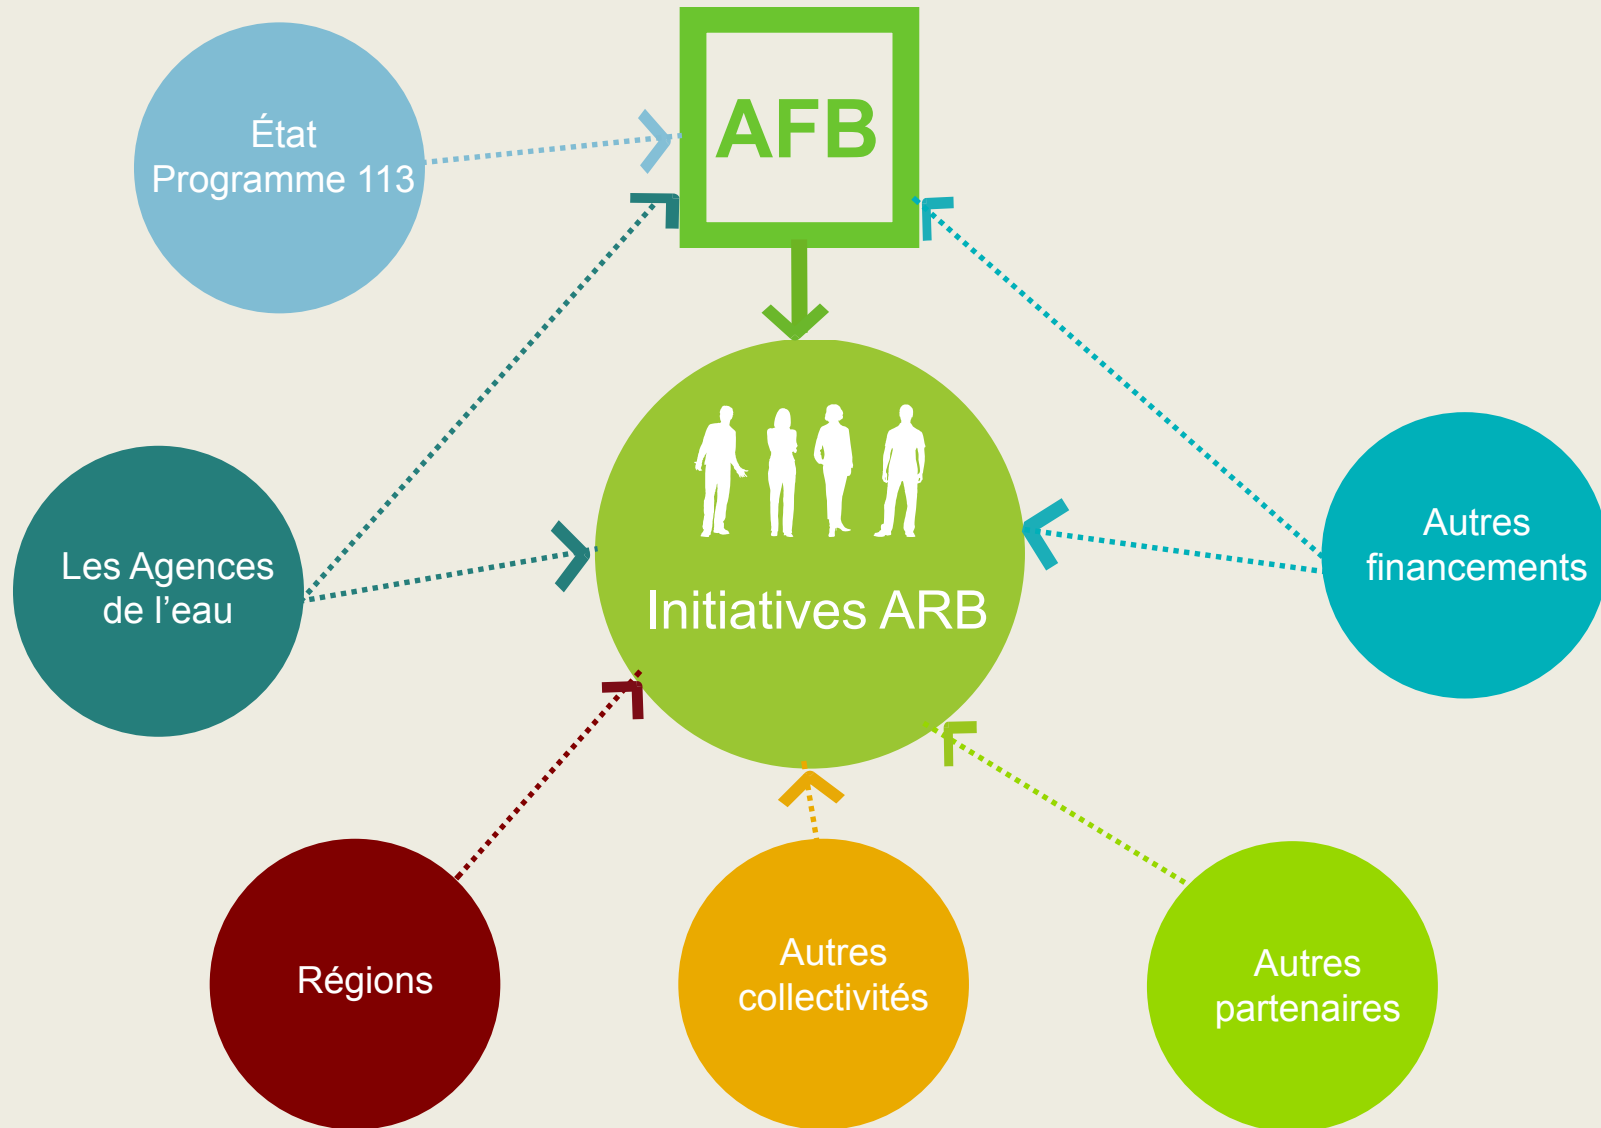 AFB
État
Programme 113
Les Agences
de l’eau
Initiatives ARB
Autres
financements
Régions
Autres
collectivités
Autres
partenaires